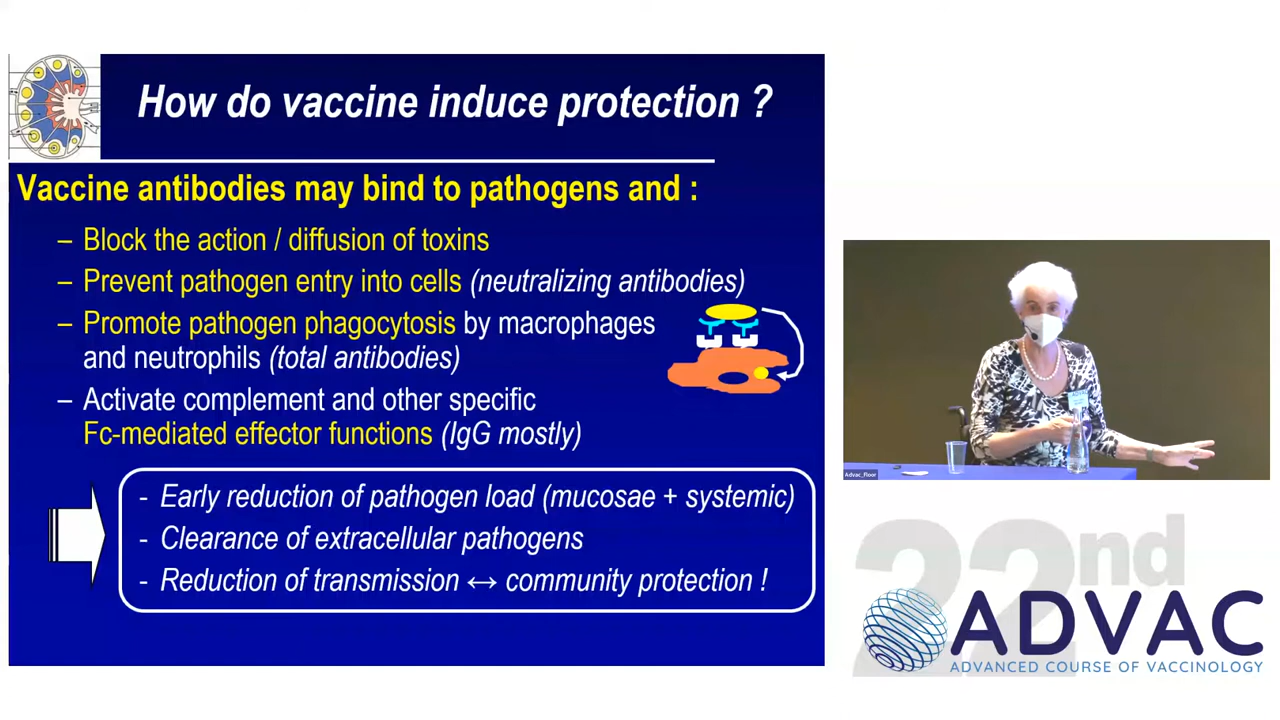 How do vaccine induce protection ?
Vaccine antibodies may bind to pathogens and :
– Block the action / diffusion of toxins
– Prevent pathogen entry into cells (neutralizing antibodies)
– Promote pathogen phagocytosis by macrophages
and neutrophils (total antibodies)
– Activate complement and other specific
Fc-mediated effector functions (IgG mostly)
- Early reduction of pathogen load (mucosae + systemic)
- Clearance of extracellular pathogens
- Reduction of transmission ↔ community protection !
Advac_floor
22nd
ADVAC
ADVANCED COURSE OF VACCINOLOGY